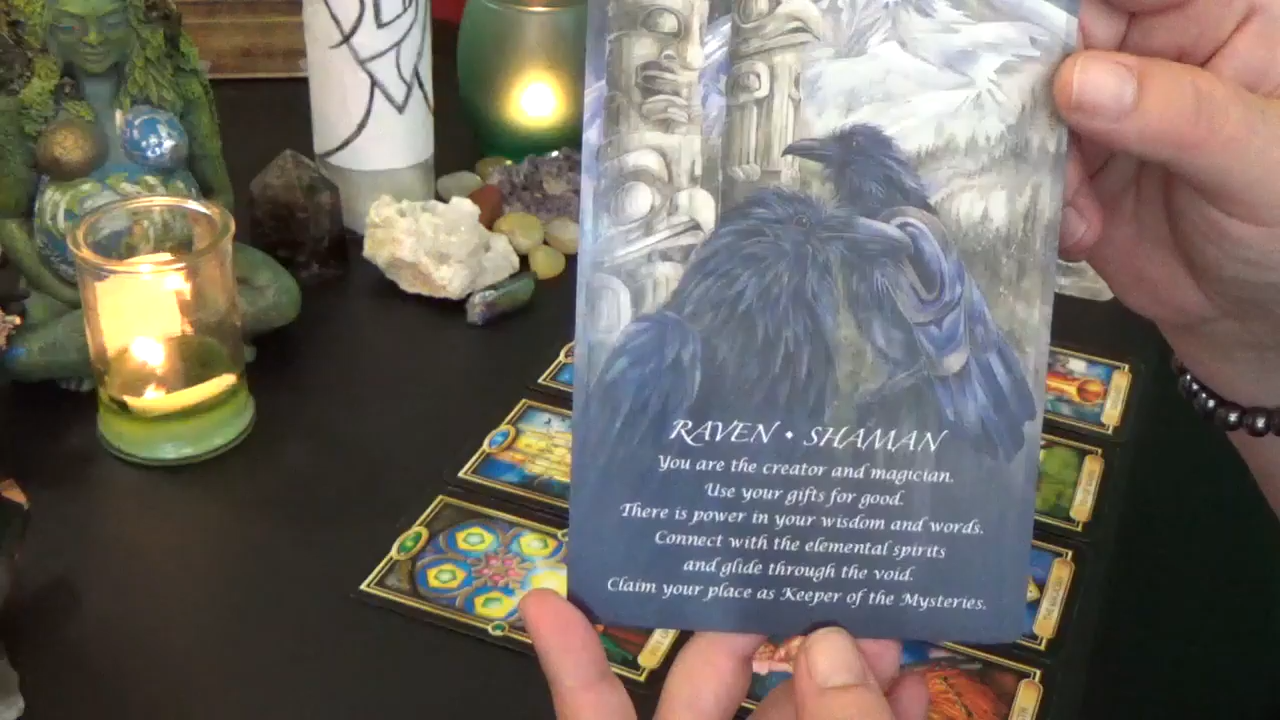 RAVEN • SHAMAN
You are the creator and magician.
Use your gifts for good.
There is power in your wisdom and words.
Connect with the elemental spirits
and glide through the void.
Claim your place as Keeper of the Mysteries.